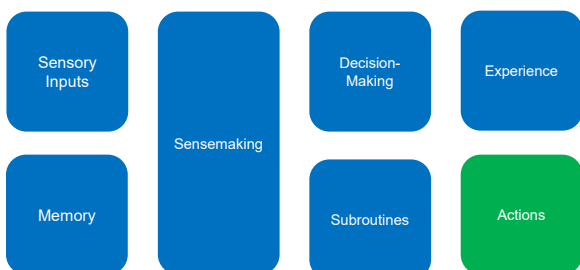 Sensory
Inputs
Sensemaking
Decision-
Making
Experience
Memory
Subroutines
Actions